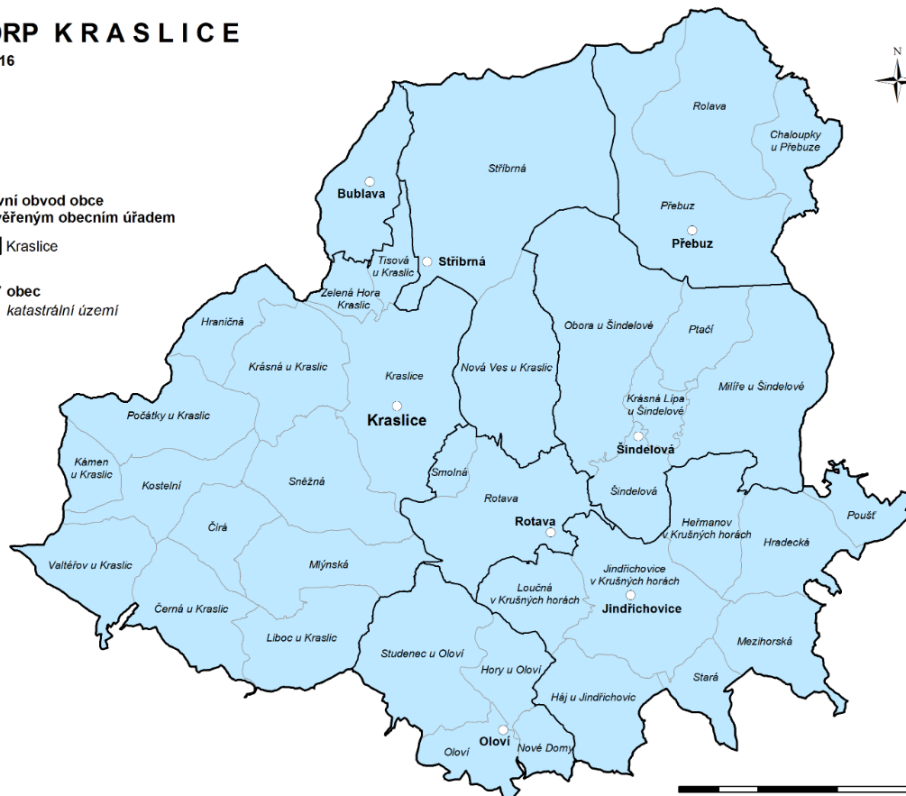 ORP KRASLICE
16
vní obvod obce
věřeným obecním úřadem
Kraslice
obec
katastrální území
N
Rolava
Chaloupky
u Přebuze
Stříbrná
Bublava
Přebuz
Přebuz
Tisová
u Kraslic
Stříbrná
Zelená Hora
Kraslic
Hraničná
Obora u Šindelové
Ptačí
Krásná u Kraslic
Kraslice
Nová Ves u Kraslic
Milíře u Šindelové
Krásná Lípa
u Šindelové
Kraslice
Počátky u Kraslic
Šindelová
Kámen
u Kraslic
Kostelní
Sněžná
Smolná
Rotava
Šindelová
Rotava
Čirá
Heřmanov
v Krušných horách
Hradecká
Poušť
Valtéřov u Kraslic
Mlýnská
Loučná
v Krušných horách
Jindřichovice
v Krušných horách
Jindřichovice
Černá u Kraslic
Liboc u Kraslic
Studenec u Oloví
Hory u Oloví
Mezihorská
Stará
Háj u Jindřichovic
Oloví
Oloví
Nové Domy